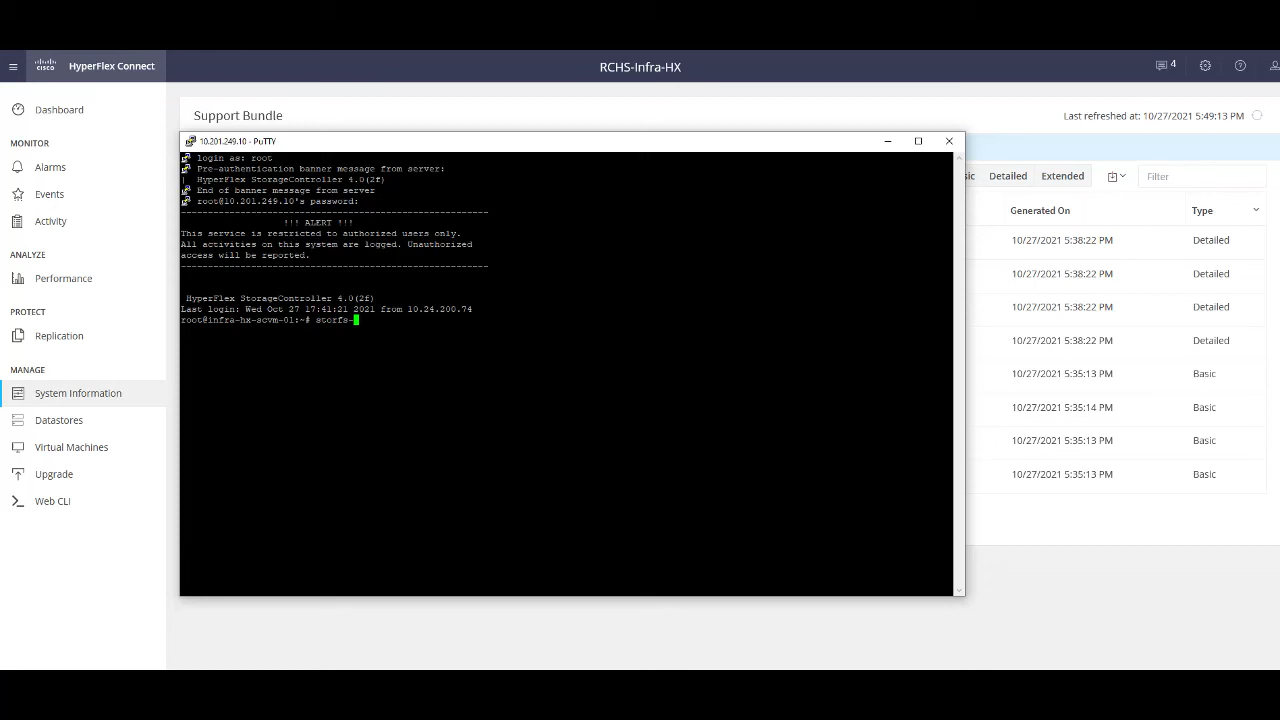 CISCO
HyperFlex Connect
RCHS-Infra-HX
4
Dashboard
MONITOR
Alarms
Events
Activity
ANALYZE
Performance
PROTECT
Replication
MANAGE
System Information
Datastores
Virtual Machines
Upgrade
Web CLI
Support Bundle
Last refreshed at: 10/27/2021 5:49:13 PM
10.201.249.10 - PuTTY
login as: root
Pre-authentication banner message from server:
| HyperFlex StorageController 4.0(2f)
End of banner message from server
root@10.201.249.10's password:
--------------------------------------------------------
!!! ALERT !!!
This service is restricted to authorized users only.
All activities on this system are logged. Unauthorized
access will be reported.
--------------------------------------------------------
HyperFlex StorageController 4.0(2f)
Last login: Wed Oct 27 17:41:21 2021 from 10.24.200.74
root@infra-hx-scvm-01:~# storfs-
sic Detailed Extended Filter
Generated On Type
10/27/2021 5:38:22 PM Detailed
10/27/2021 5:38:22 PM Detailed
10/27/2021 5:38:22 PM Detailed
10/27/2021 5:38:22 PM Detailed
10/27/2021 5:35:13 PM Basic
10/27/2021 5:35:14 PM Basic
10/27/2021 5:35:13 PM Basic
10/27/2021 5:35:13 PM Basic